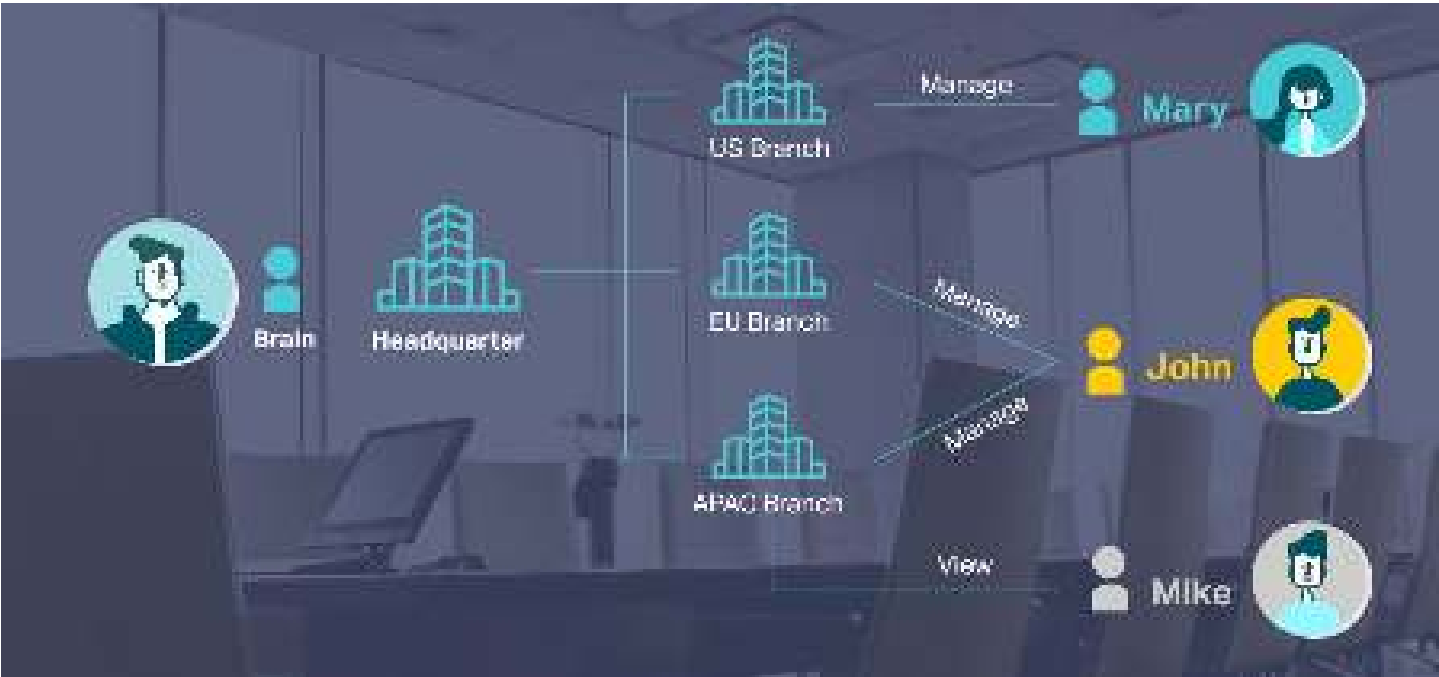 US Branch
Manage
Mary
Brain
Headquarter
EU Branch
Manage
John
Manage
APAC Branch
View
Mike